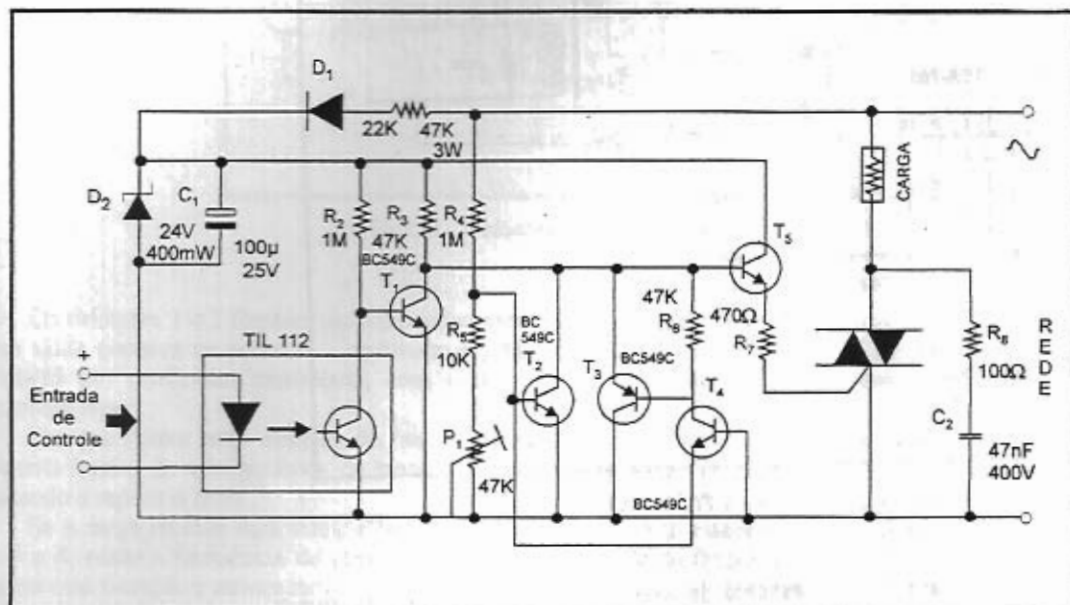 D1
22K
47K
3W
D2
C1
24V
400mW
100µ
25V
R2
1M
R3
47K
BC549C
R4
1M
T1
T5
CARGA
R5
10K
BC
549C
T2
T3
BC549C
47K
R6
470Ω
R7
T4
R6
100Ω
REDE
TIL 112
+
Entrada
de
Controle
-
P1
47K
BC549C
C2
47nF
400V